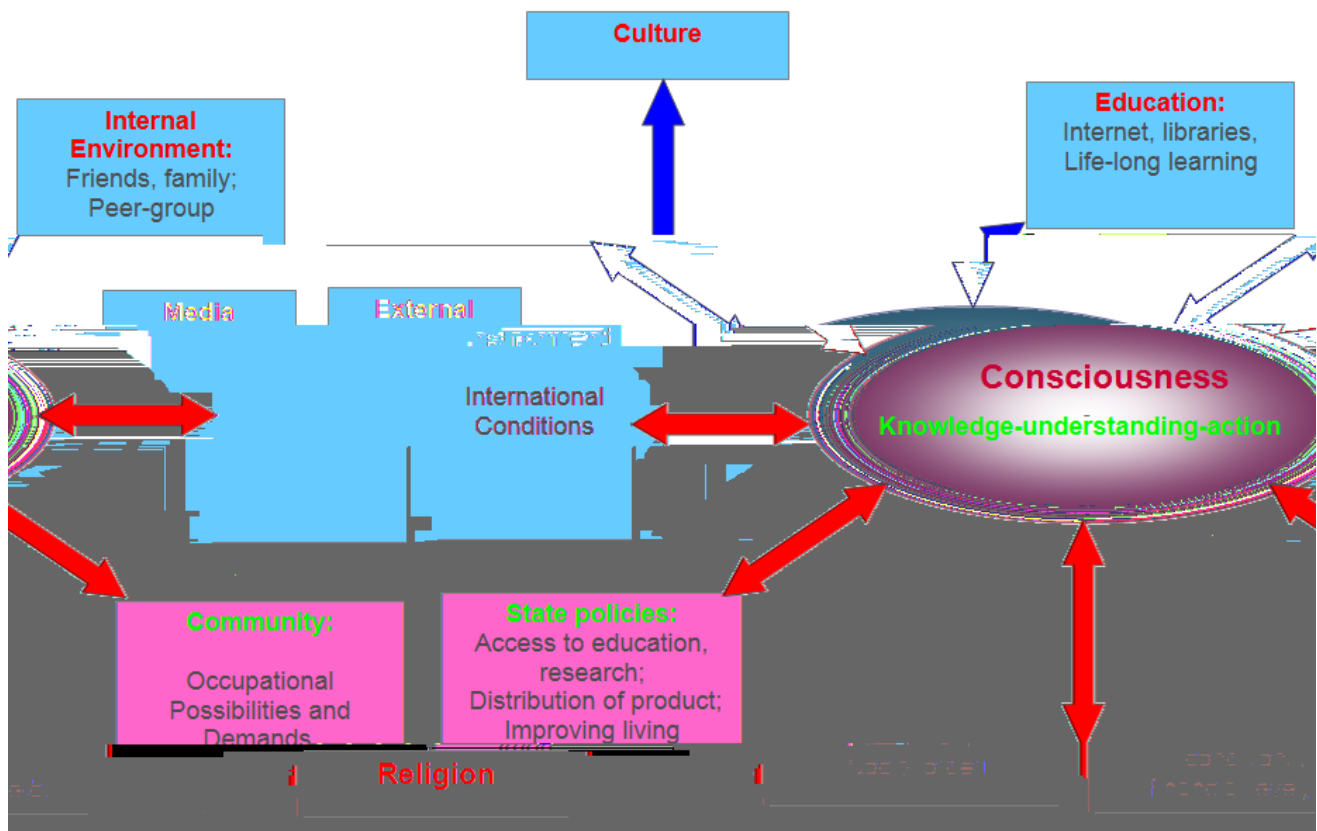 Culture
Internal
Environment:
Friends, family;
Peer-group
Education:
Internet, libraries,
Life-long learning
Media
External
International
Conditions
Consciousness
Knowledge-understanding-action
Community:
Occupational
Possibilities and
Demands
State policies:
Access to education,
research;
Distribution of product;
Improving living
Religion